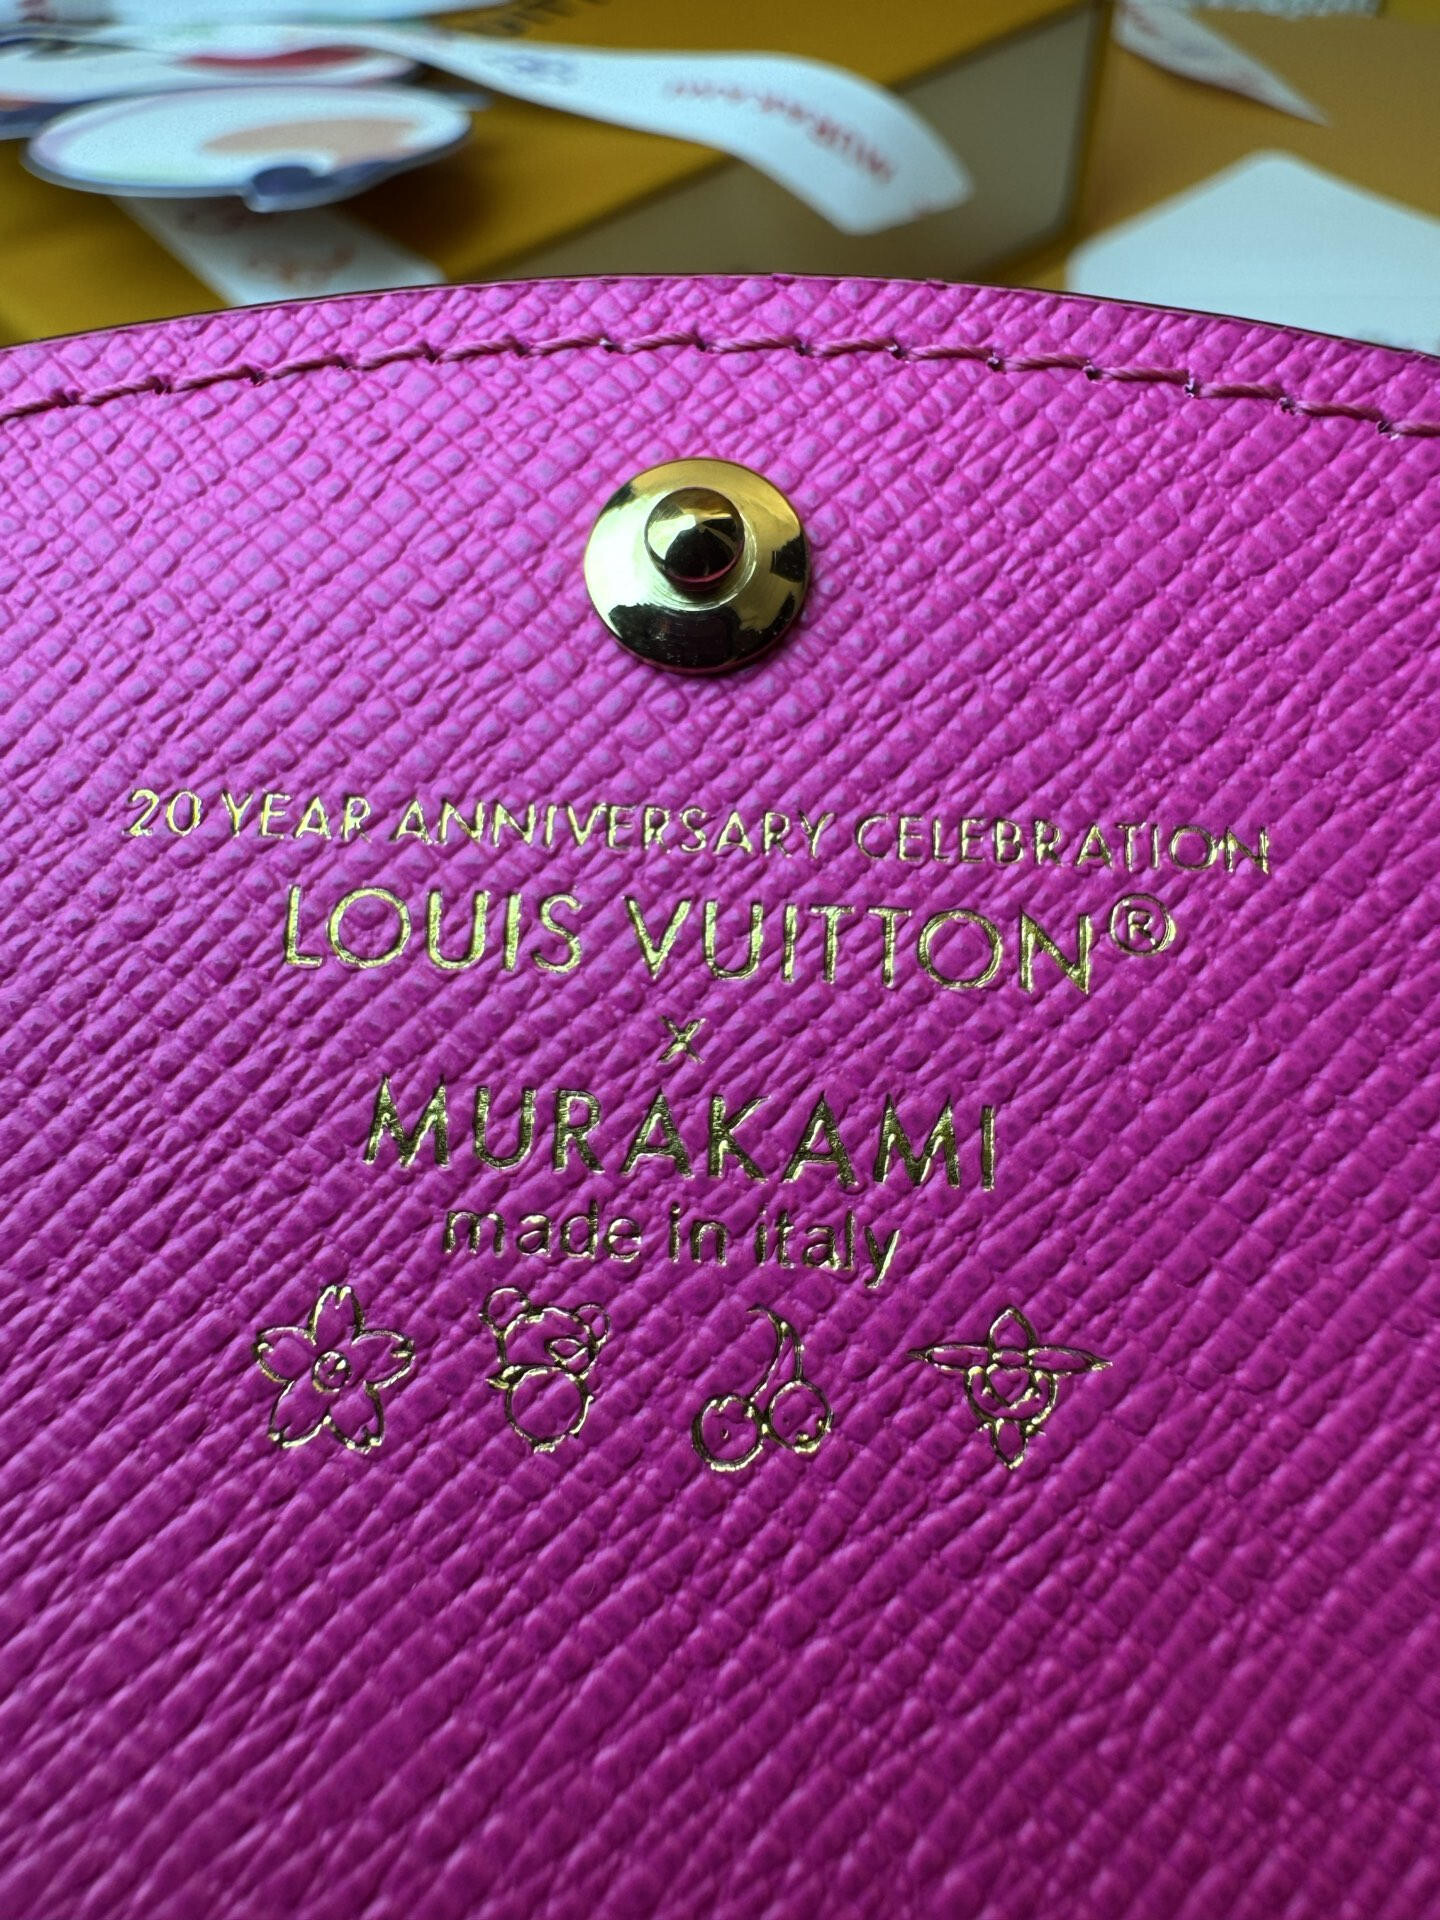 20 YEAR ANNIVERSARY CELEBRATION
LOUIS VUITTON®
x
MURAKAMI
made in italy